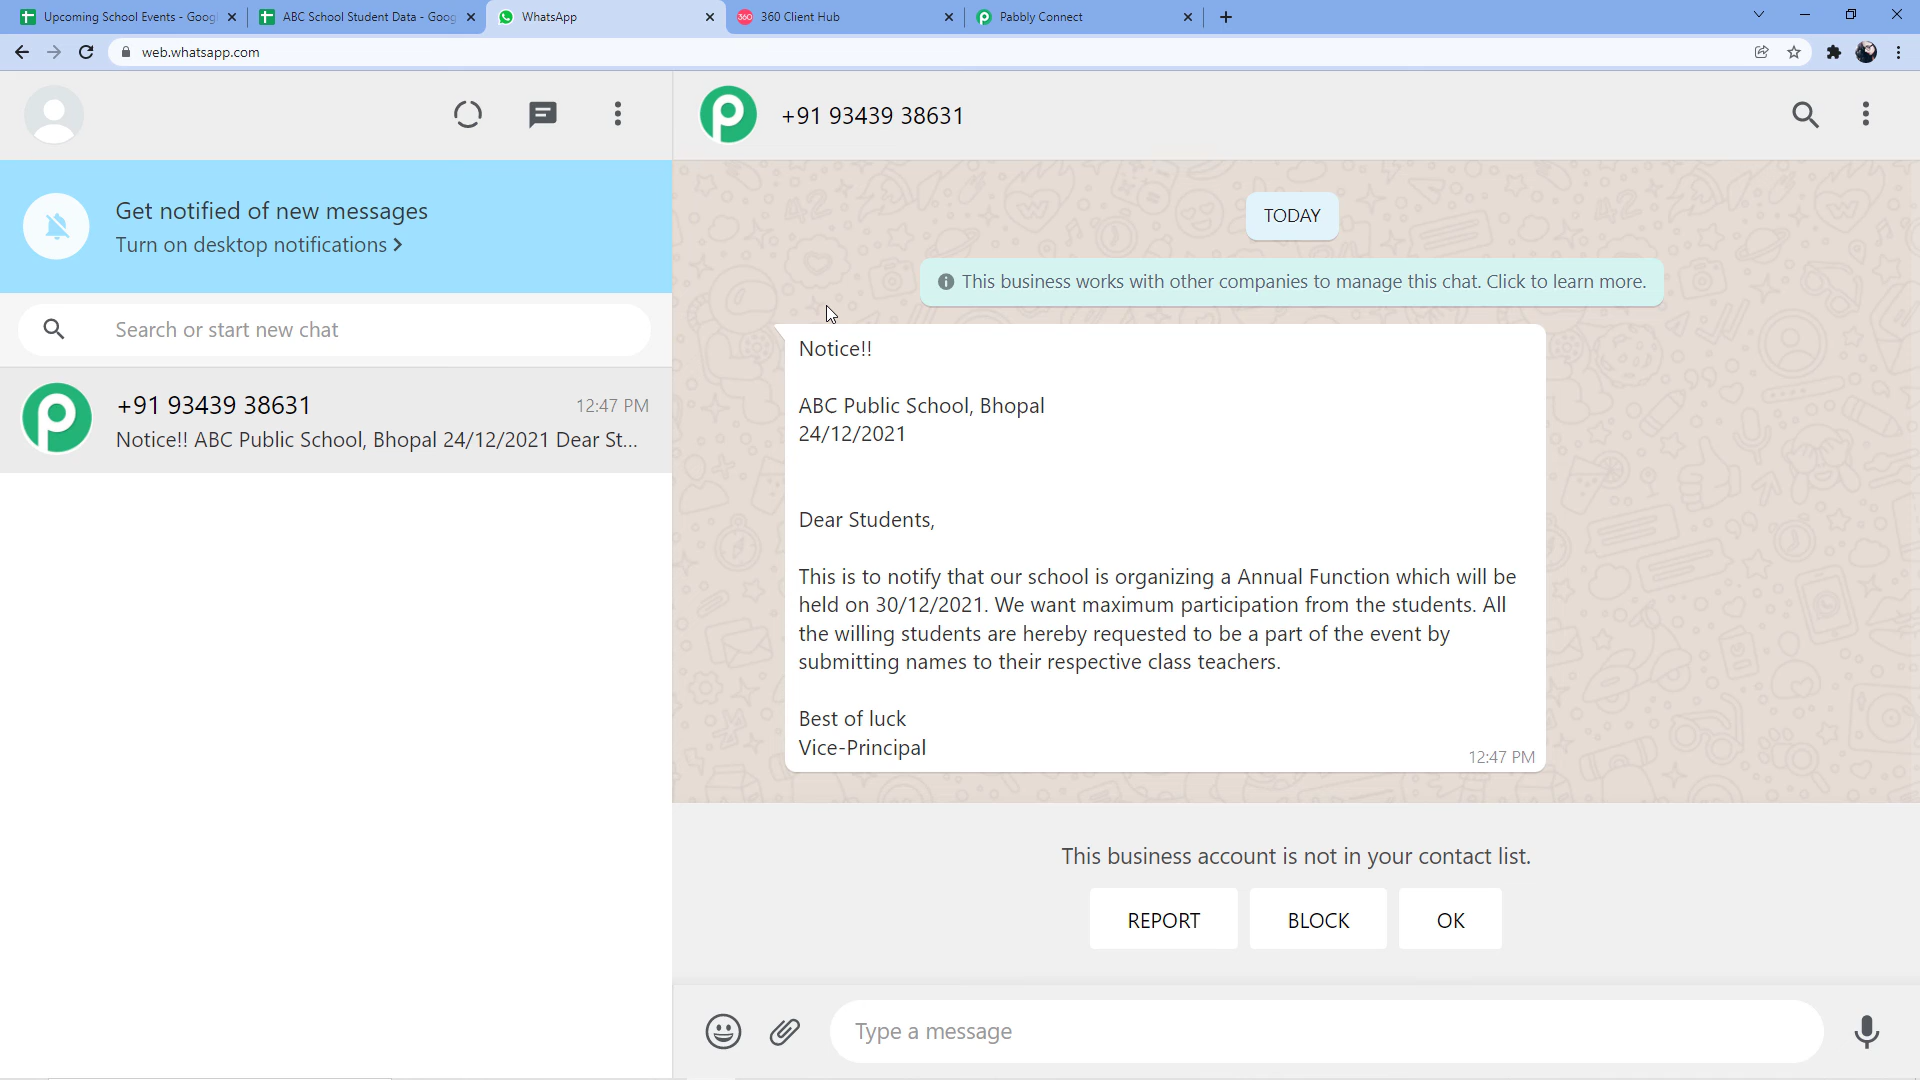 Upcoming School Events - Goog
ABC School Student Data - Goog
WhatsApp
360 Client Hub
Pabbly Connect
web.whatsapp.com
+91 93439 38631
Get notified of new messages
Turn on desktop notifications
Search or start new chat
+91 93439 38631
12:47 PM
Notice!! ABC Public School, Bhopal 24/12/2021 Dear St...
TODAY
This business works with other companies to manage this chat. Click to learn more.
Notice!!
ABC Public School, Bhopal
24/12/2021
Dear Students,
This is to notify that our school is organizing a Annual Function which will be
held on 30/12/2021. We want maximum participation from the students. All
the willing students are hereby requested to be a part of the event by
submitting names to their respective class teachers.
Best of luck
Vice-Principal
12:47 PM
This business account is not in your contact list.
REPORT
BLOCK
OK
Type a message